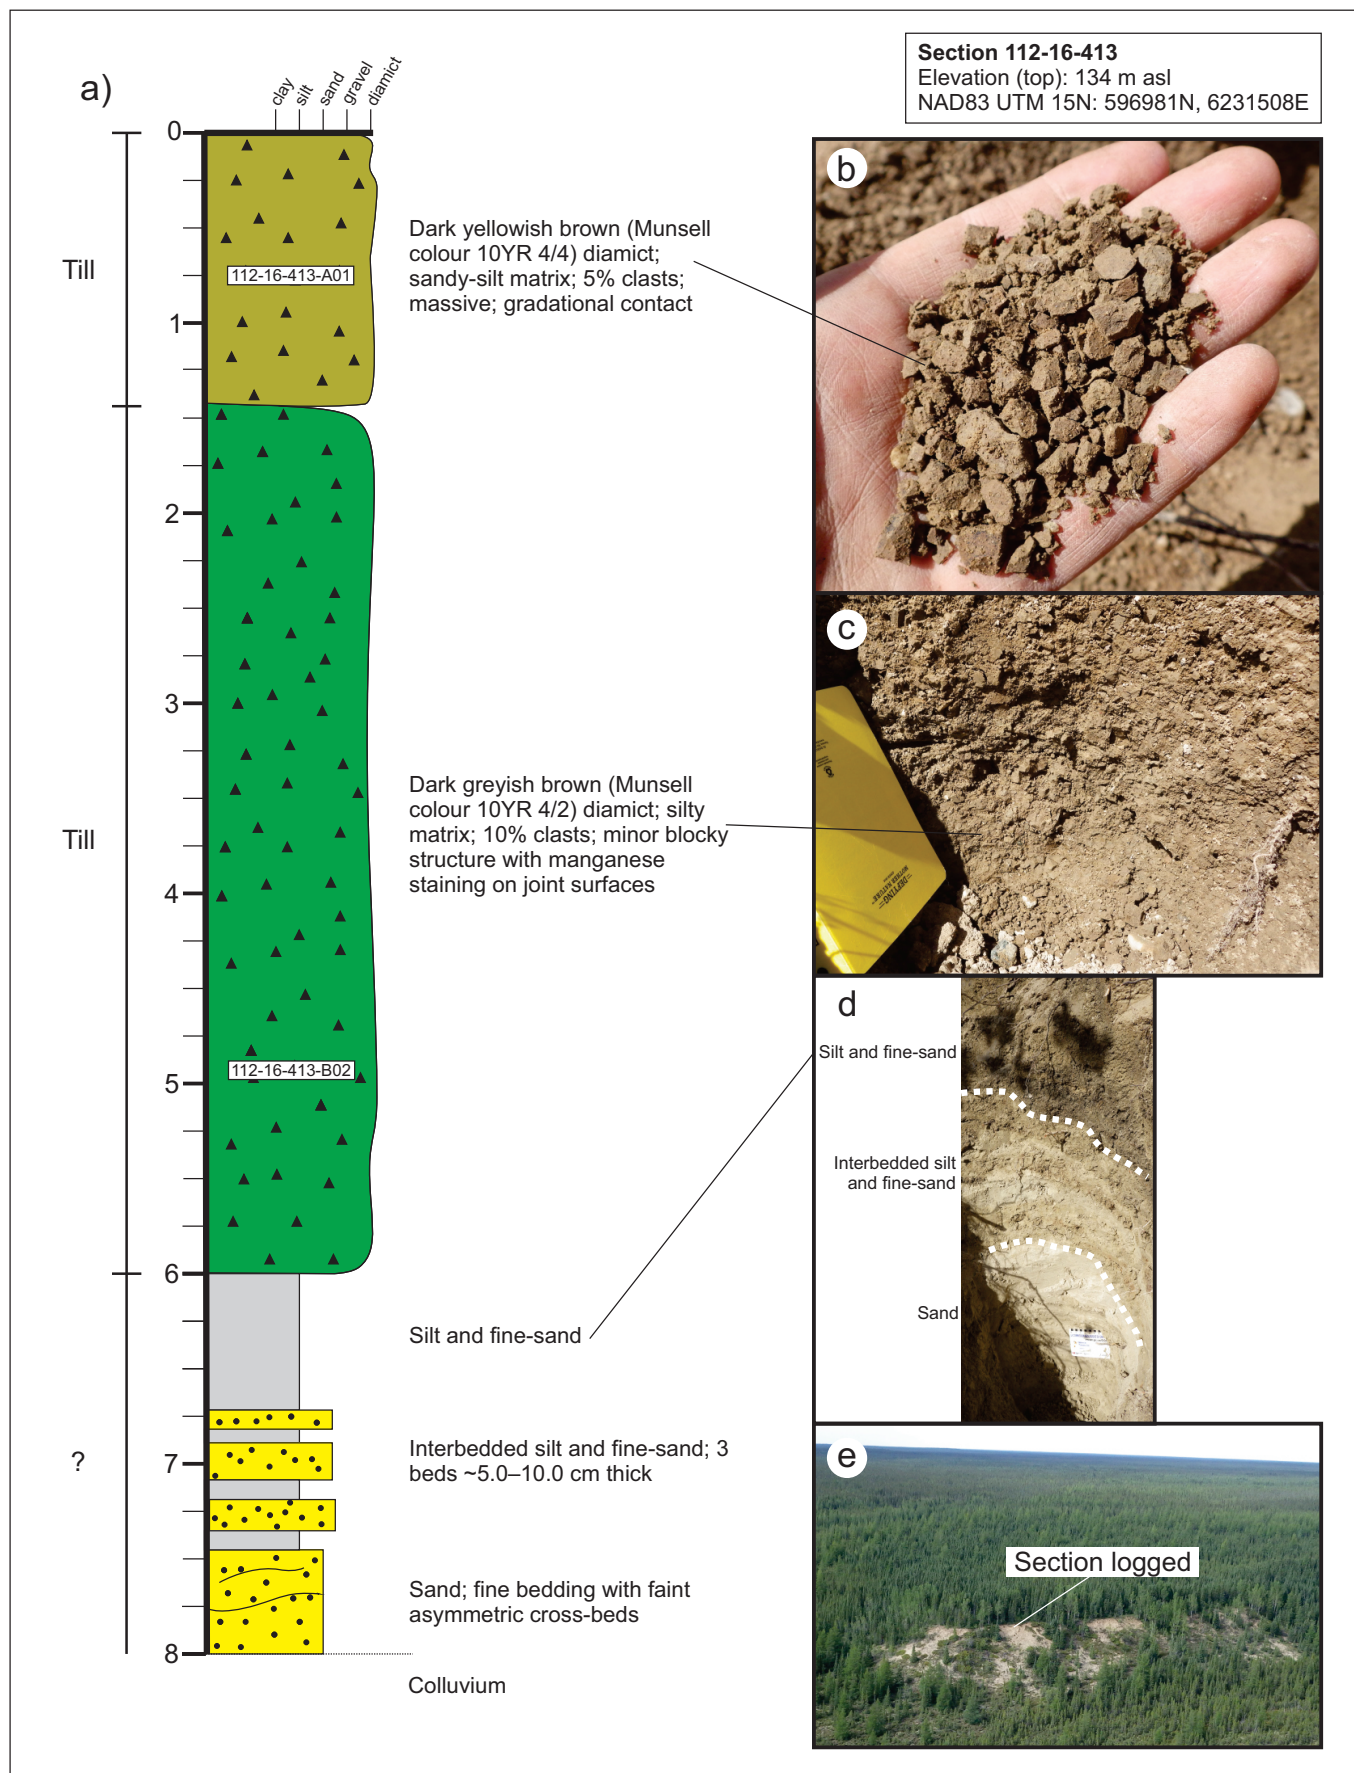 Section 112-16-413
Elevation (top): 134 m asl
NAD83 UTM 15N: 596981N, 6231508E
a)
clay
silt
sand
gravel
diamict
0
1
2
3
4
5
6
7
8
Till
Till
?
112-16-413-A01
112-16-413-B02
Dark yellowish brown (Munsell
colour 10YR 4/4) diamict;
sandy-silt matrix; 5% clasts;
massive; gradational contact
Dark greyish brown (Munsell
colour 10YR 4/2) diamict; silty
matrix; 10% clasts; minor blocky
structure with manganese
staining on joint surfaces
Silt and fine-sand
Interbedded silt and fine-sand; 3
beds ~5.0–10.0 cm thick
Sand; fine bedding with faint
asymmetric cross-beds
Colluvium
b
c
DEFYING
MOTHER NATURE
d
Silt and fine-sand
Interbedded silt
and fine-sand
Sand
e
Section logged